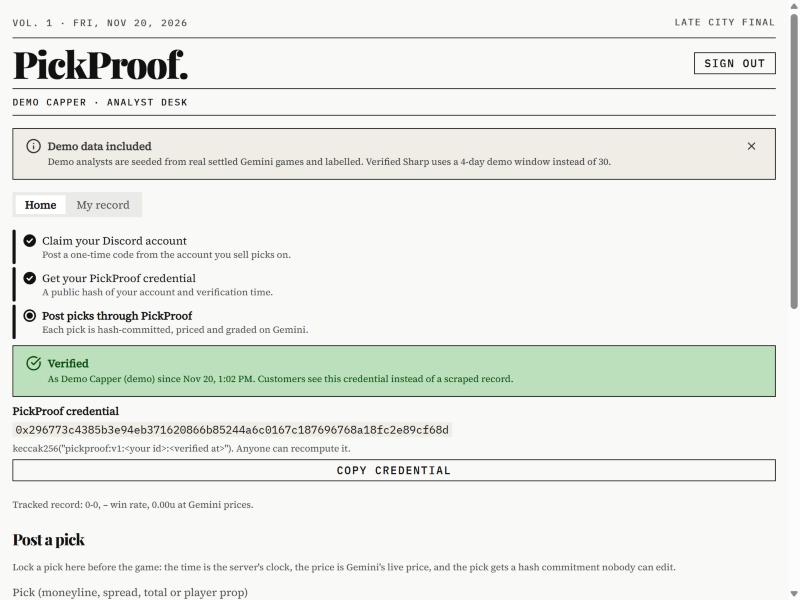 VOL. 1 · FRI, NOV 20, 2026
LATE CITY FINAL
PickProof.
SIGN OUT
DEMO CAPPER · ANALYST DESK
Demo data included
Demo analysts are seeded from real settled Gemini games and labelled. Verified Sharp uses a 4-day demo window instead of 30.
Home
My record
Claim your Discord account
Post a one-time code from the account you sell picks on.
Get your PickProof credential
A public hash of your account and verification time.
Post picks through PickProof
Each pick is hash-committed, priced and graded on Gemini.
Verified
As Demo Capper (demo) since Nov 20, 1:02 PM. Customers see this credential instead of a scraped record.
PickProof credential
0x296773c4385b3e94eb371620866b85244a6c0167c187696768a18fc2e89cf68d
keccak256("pickproof:v1:<your id>:<verified at>"). Anyone can recompute it.
COPY CREDENTIAL
Tracked record: 0-0, – win rate, 0.00u at Gemini prices.
Post a pick
Lock a pick here before the game: the time is the server's clock, the price is Gemini's live price, and the pick gets a hash commitment nobody can edit.
Pick (moneyline, spread, total or player prop)